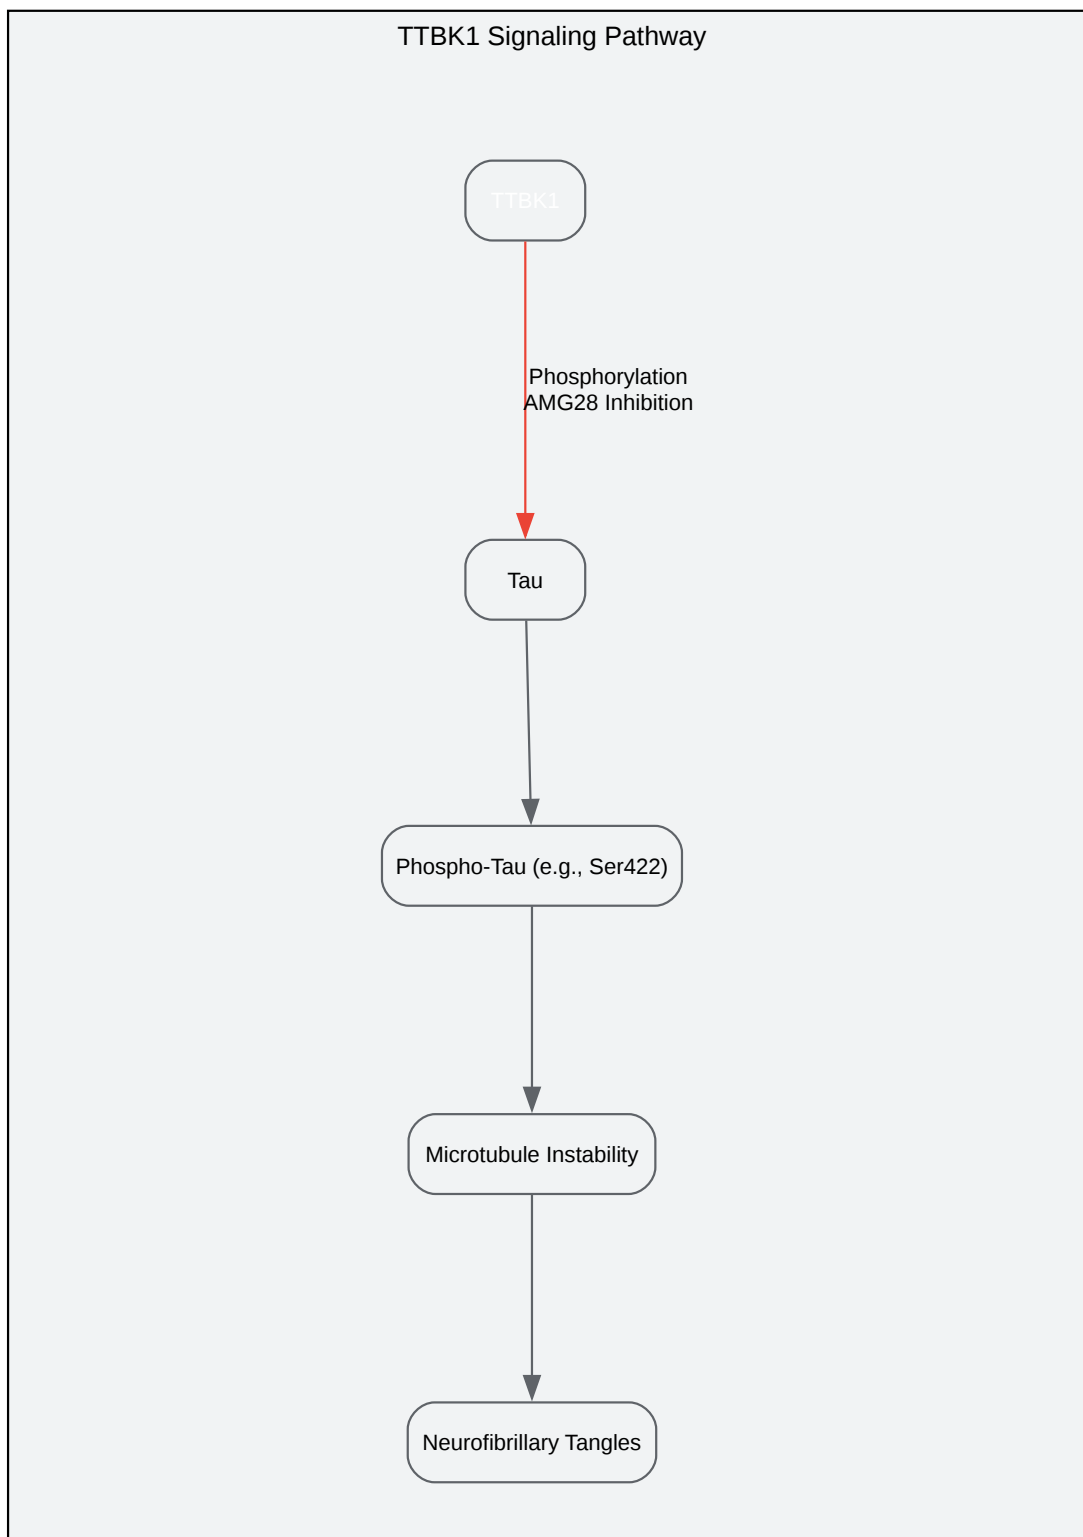 TTBK1 Signaling Pathway
TTBK1
Phosphorylation
AMG28 Inhibition
Tau
Phospho-Tau (e.g., Ser422)
Microtubule Instability
Neurofibrillary Tangles